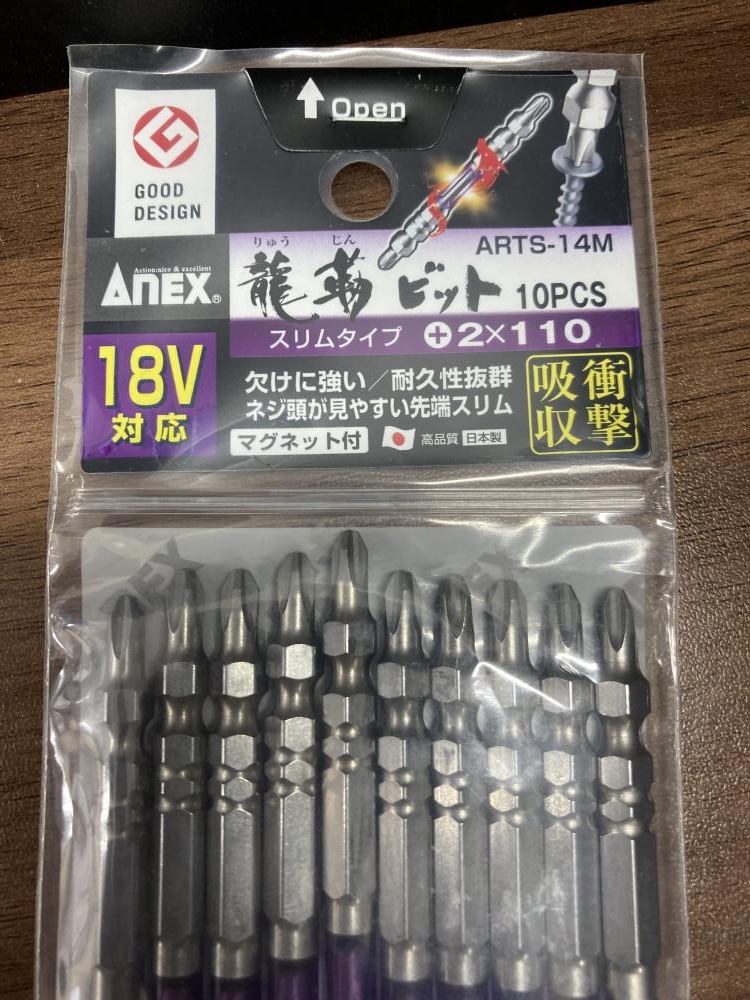 Open
GOOD
DESIGN
りゅう じん
ARTS-14M
Action:nice & excellent
ANEX®
龍靭ビット 10PCS
スリムタイプ ⊕2×110
18V
対応
欠けに強い／耐久性抜群
ネジ頭が見やすい先端スリム
マグネット付
高品質 日本製
衝撃
吸収